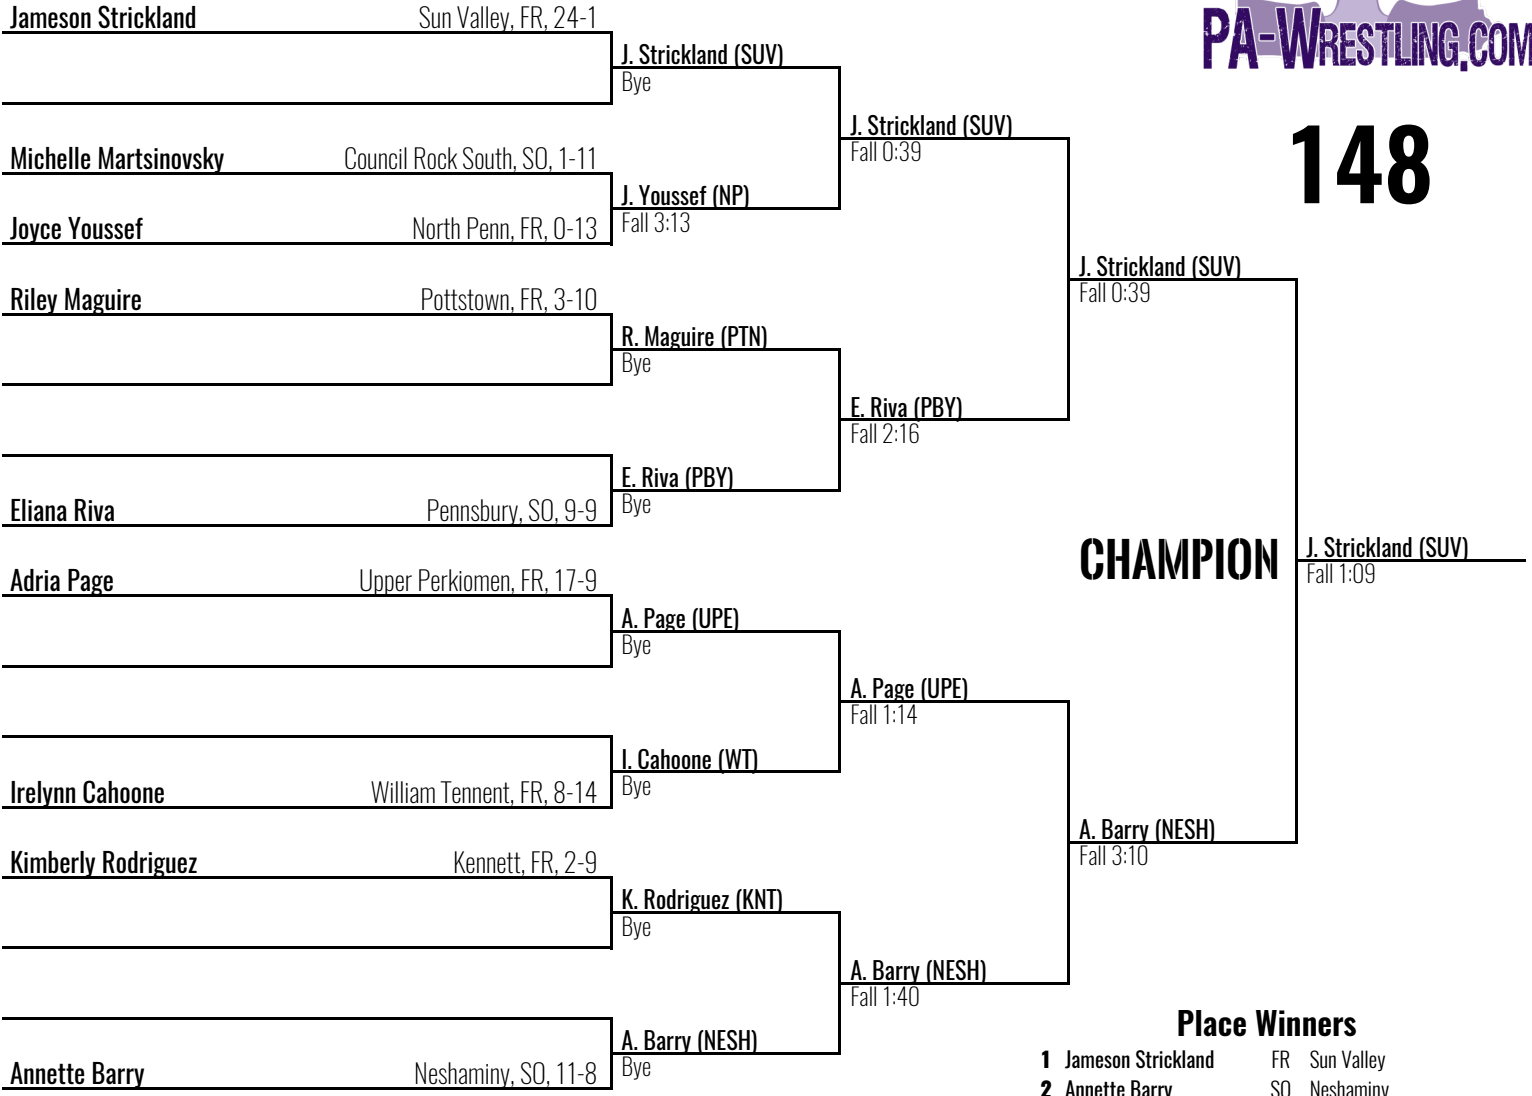 PA-WRESTLING.COM
148
Jameson Strickland Sun Valley, FR, 24-1
J. Strickland (SUV)
Bye
Michelle Martsinovsky Council Rock South, SO, 1-11
J. Youssef (NP)
Fall 3:13
Joyce Youssef North Penn, FR, 0-13
J. Strickland (SUV)
Fall 0:39
Riley Maguire Pottstown, FR, 3-10
R. Maguire (PTN)
Bye
E. Riva (PBY)
Bye
Eliana Riva Pennsbury, SO, 9-9
E. Riva (PBY)
Fall 2:16
J. Strickland (SUV)
Fall 0:39
Adria Page Upper Perkiomen, FR, 17-9
A. Page (UPE)
Bye
I. Cahoone (WT)
Bye
Irelynn Cahoone William Tennent, FR, 8-14
A. Page (UPE)
Fall 1:14
Kimberly Rodriguez Kennett, FR, 2-9
K. Rodriguez (KNT)
Bye
A. Barry (NESH)
Bye
Annette Barry Neshaminy, SO, 11-8
A. Barry (NESH)
Fall 1:40
A. Barry (NESH)
Fall 3:10
CHAMPION
J. Strickland (SUV)
Fall 1:09
Place Winners
1 Jameson Strickland FR Sun Valley
2 Annette Barry SO Neshaminy